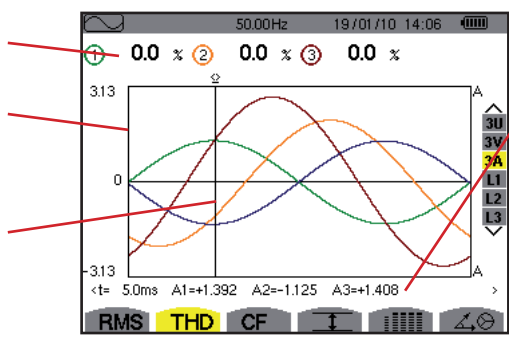 50.00Hz 19/01/10 14:06
1 0.0 % 2 0.0 % 3 0.0 %
3.13 A
0
-3.13 A
3U
3V
3A
L1
L2
L3
<t= 5.0ms A1=+1.392 A2=-1.125 A3=+1.408 >
RMS THD CF